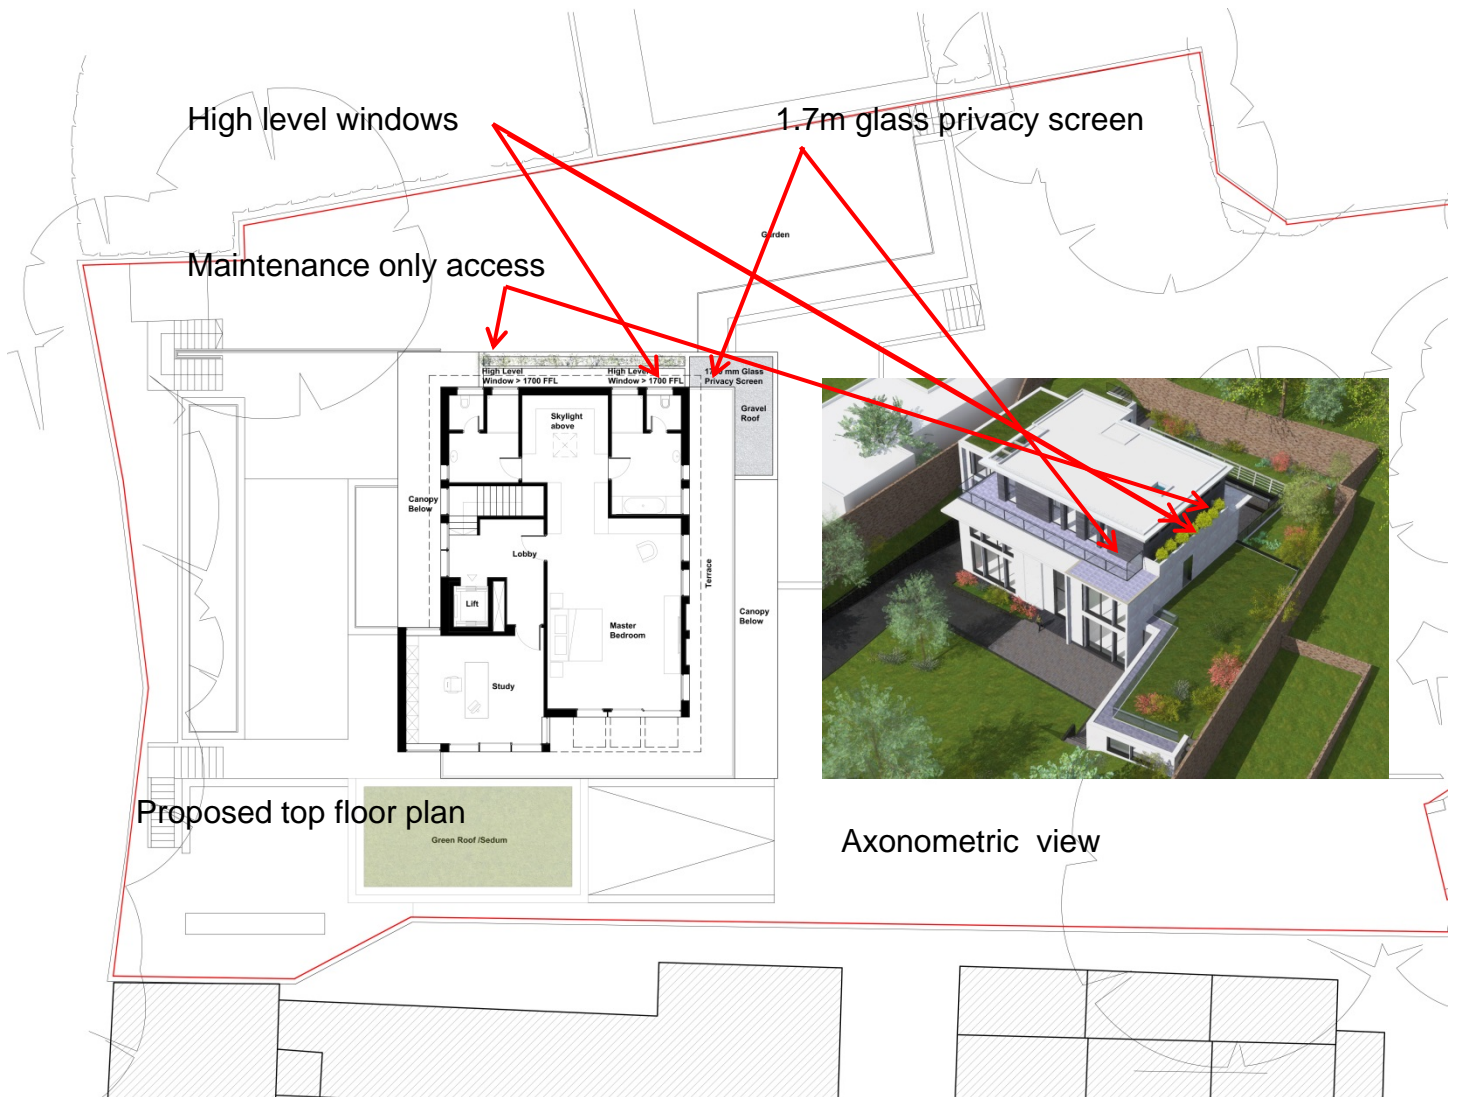 High level windows
1.7m glass privacy screen
Garden
Maintenance only access
High Level
Window > 1700 FFL
High Level
Window > 1700 FFL
mm Glass
Privacy Screen
Gravel
Roof
Skylight
above
Canopy
Below
Lobby
Terrace
Lift
Master
Bedroom
Canopy
Below
Study
Proposed top floor plan
Green Roof /Sedum
Axonometric view